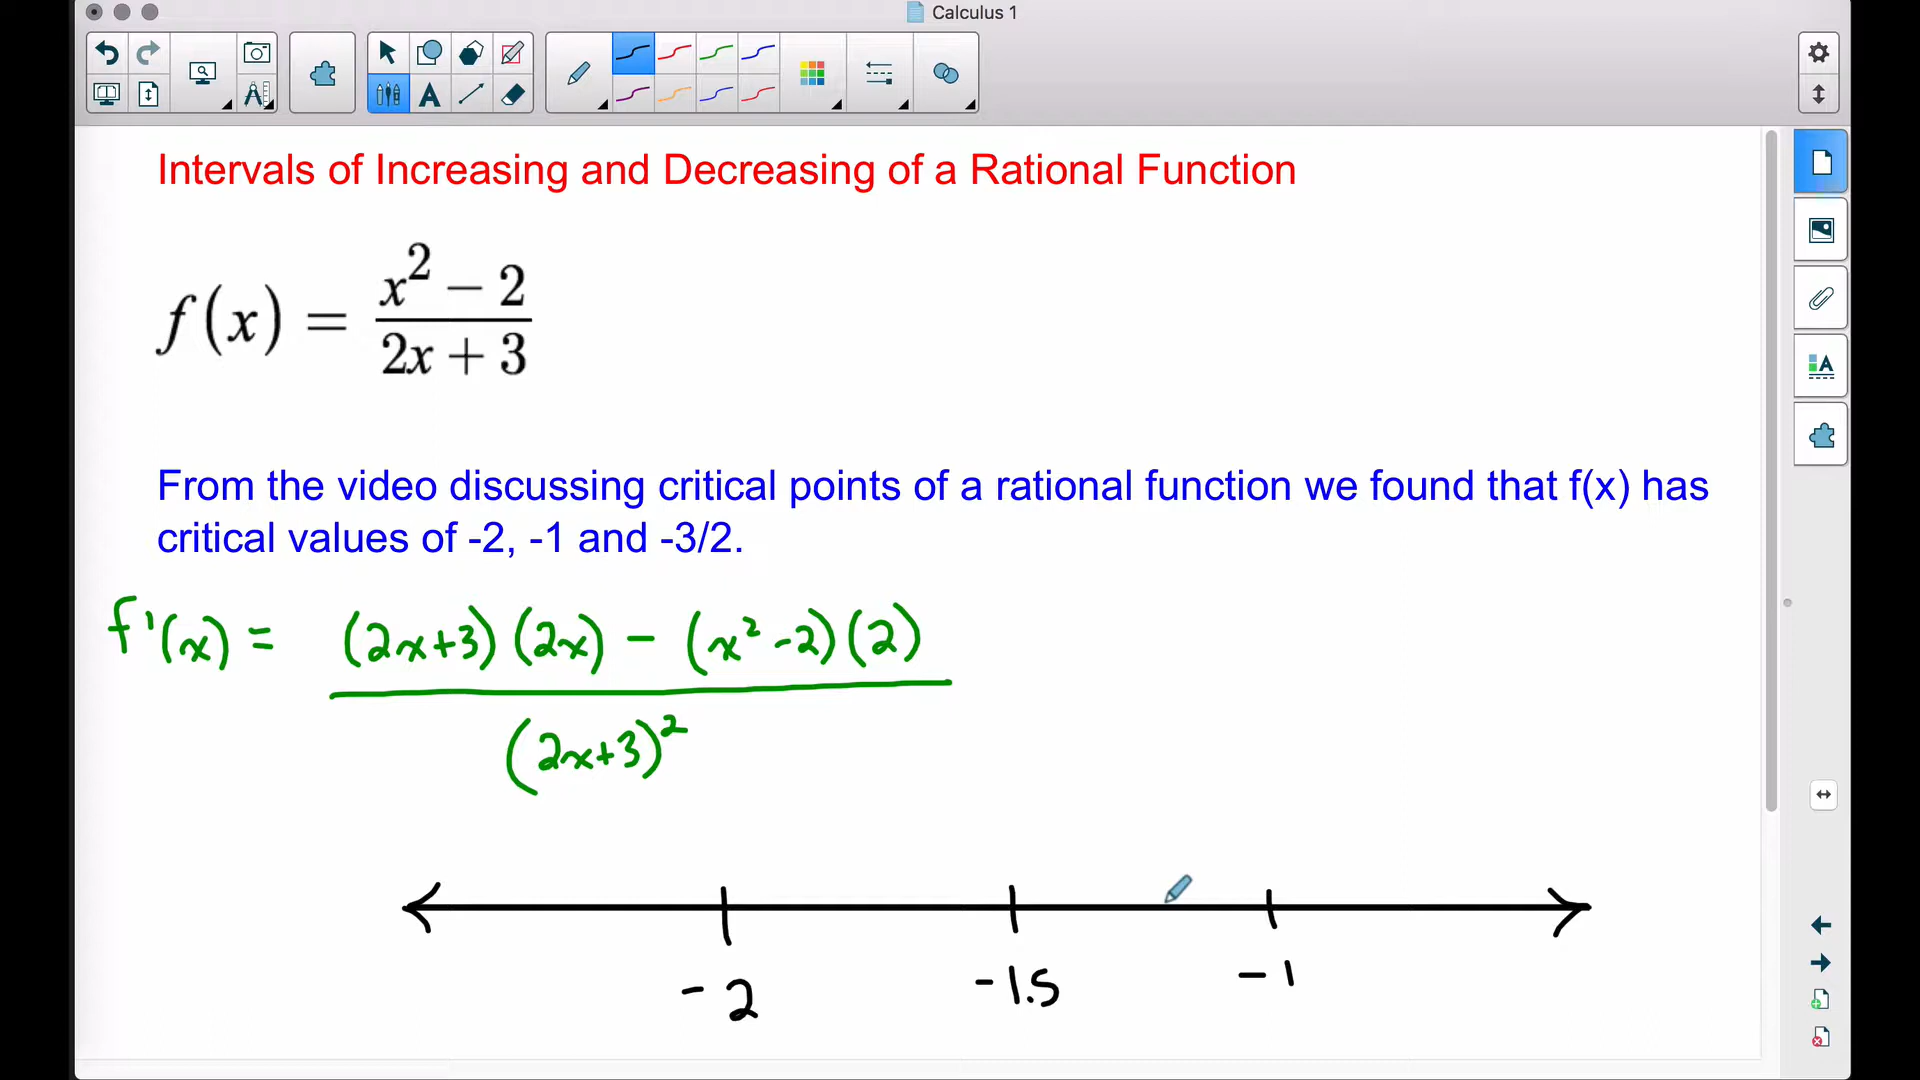 Calculus 1
Intervals of Increasing and Decreasing of a Rational Function
f(x) = \frac{x^2 - 2}{2x + 3}
From the video discussing critical points of a rational function we found that f(x) has
critical values of -2, -1 and -3/2.
f'(x) = \frac{(2x+3)(2x) - (x^2-2)(2)}{(2x+3)^2}
-2 -1.5 -1